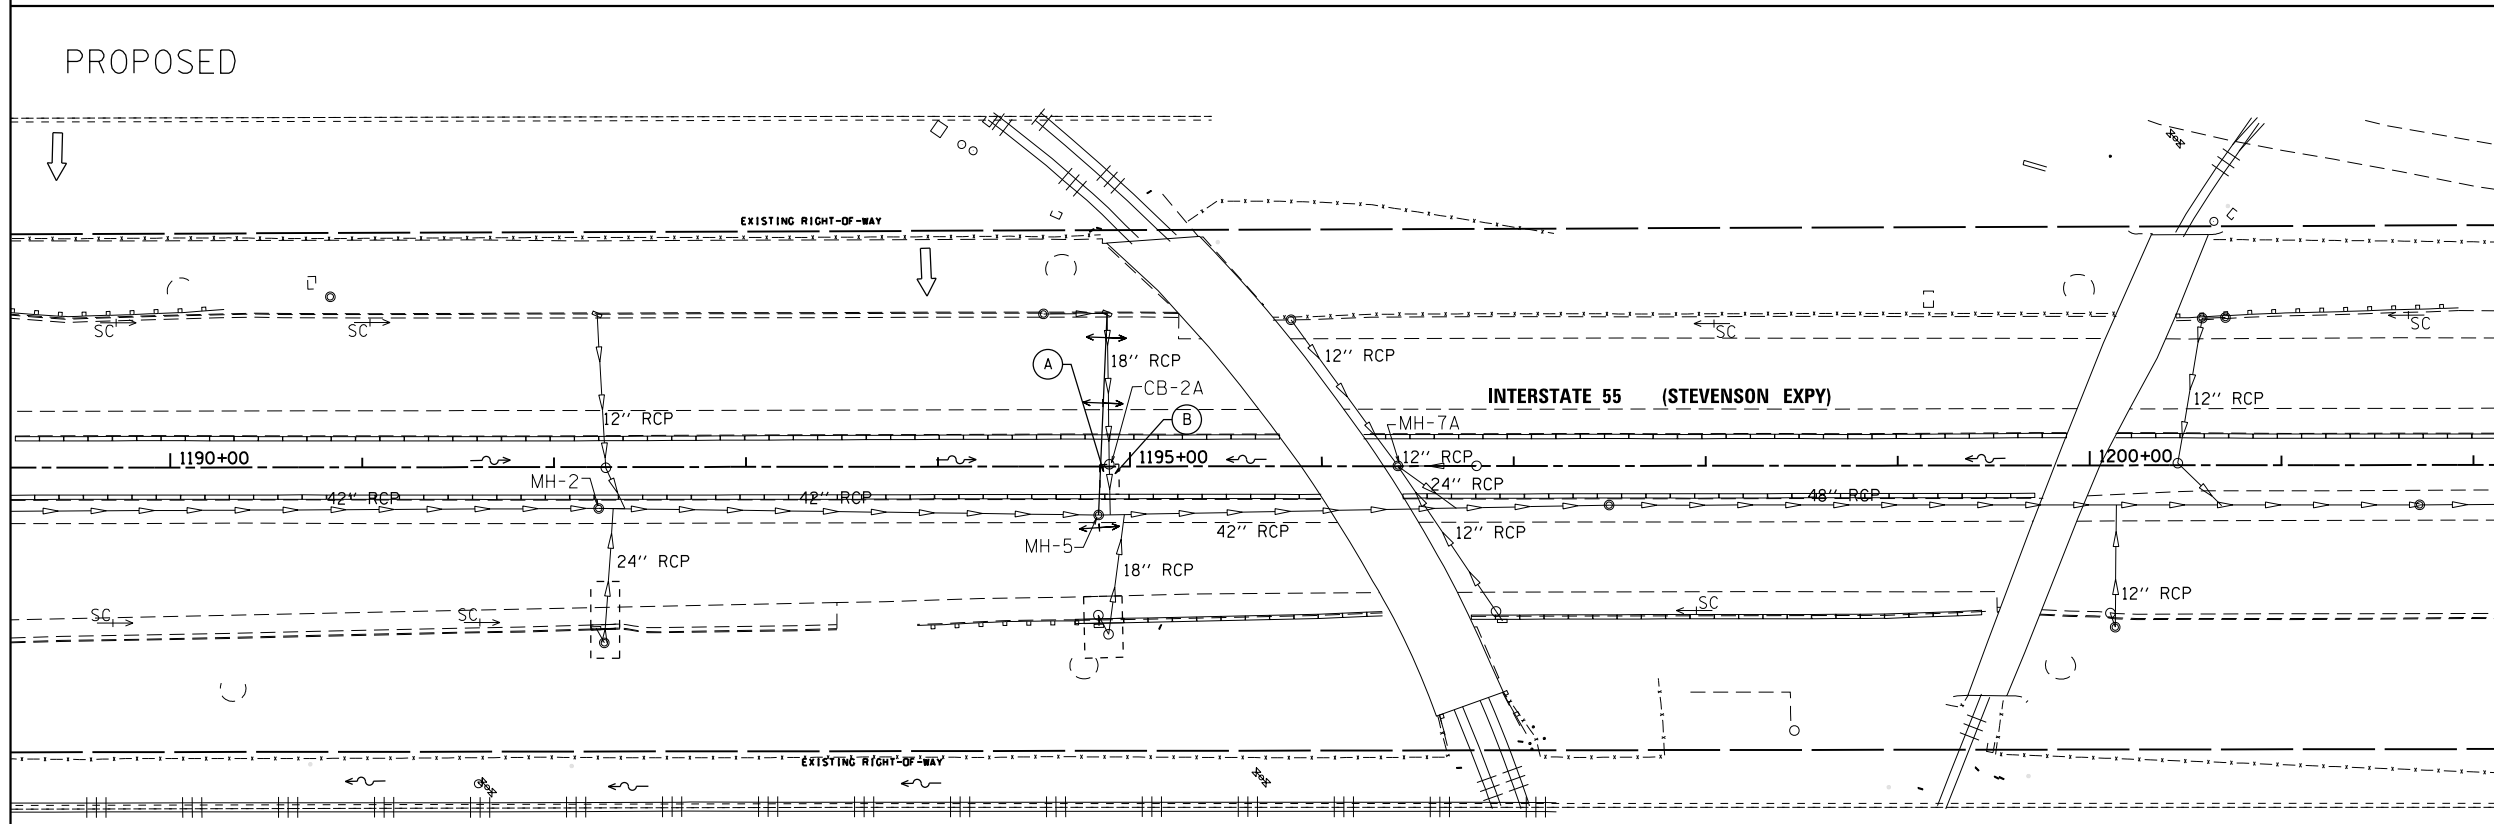 PROPOSED
EXISTING RIGHT-OF-WAY
SC
SC
SC
SC
18'' RCP
12'' RCP
A
CB-2A
INTERSTATE 55 (STEVENSON EXPY)
12'' RCP
12'' RCP
B
MH-7A
1190+00
1195+00
12'' RCP
1200+00
MH-2
24'' RCP
42'' RCP
42'' RCP
48'' RCP
42'' RCP
12'' RCP
MH-5
24'' RCP
18'' RCP
12'' RCP
SC
SC
SC
EXISTING RIGHT-OF-WAY